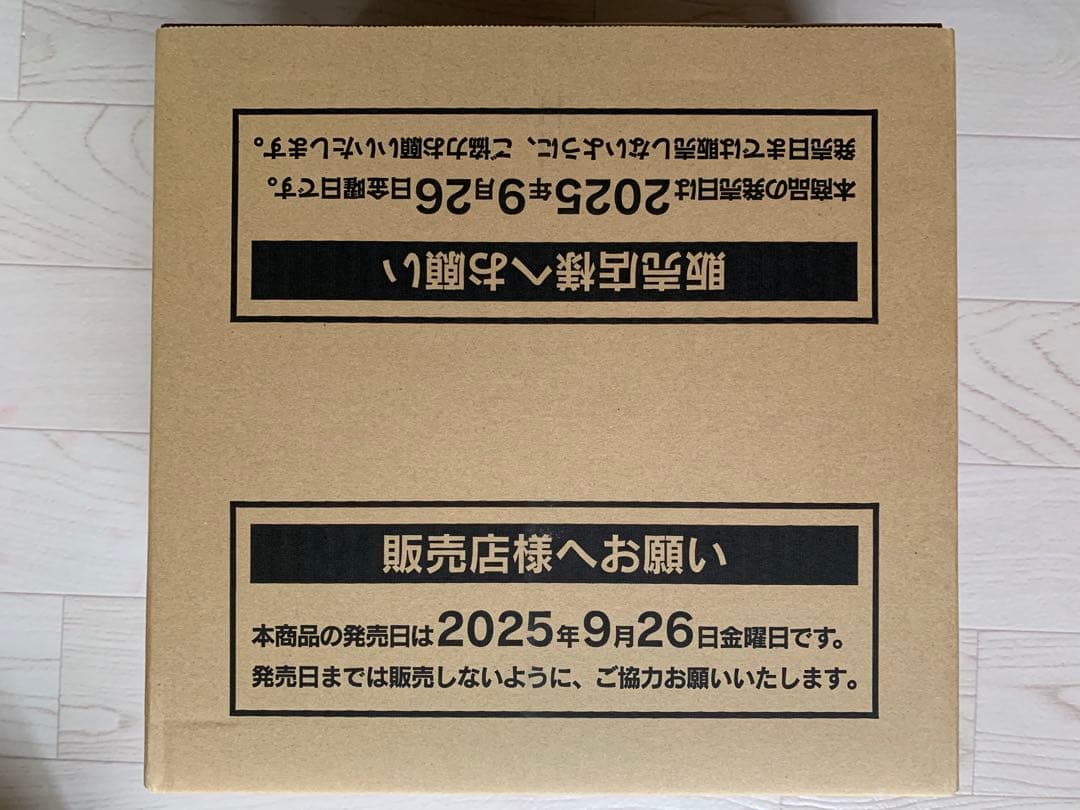 発売日までは販売しないように、ご協力お願いいたします。
本商品の発売日は2025年9月26日金曜日です。
販売店様へお願い
販売店様へお願い
本商品の発売日は2025年9月26日金曜日です。
発売日までは販売しないように、ご協力お願いいたします。